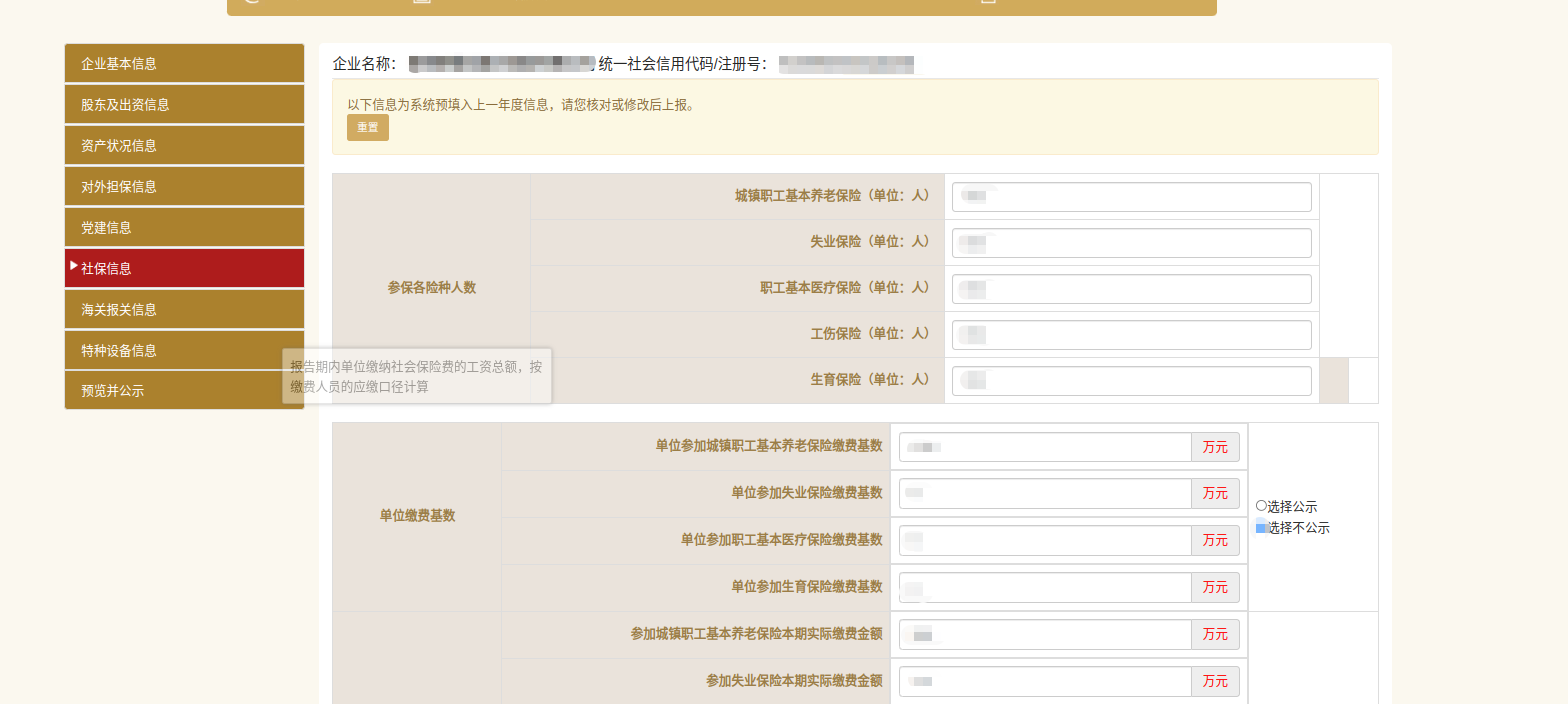 企业名称： 统一社会信用代码/注册号：
以下信息为系统预填入上一年度信息，请您核对或修改后上报。
重置
企业基本信息
股东及出资信息
资产状况信息
对外担保信息
党建信息
社保信息
海关报关信息
特种设备信息
预览并公示
报告期内单位缴纳社会保险费的工资总额，按
缴费人员的应缴口径计算
参保各险种人数
城镇职工基本养老保险（单位：人）
失业保险（单位：人）
职工基本医疗保险（单位：人）
工伤保险（单位：人）
生育保险（单位：人）
单位缴费基数
单位参加城镇职工基本养老保险缴费基数 万元
单位参加失业保险缴费基数 万元
单位参加职工基本医疗保险缴费基数 万元
单位参加生育保险缴费基数 万元
选择公示
选择不公示
参加城镇职工基本养老保险本期实际缴费金额 万元
参加失业保险本期实际缴费金额 万元